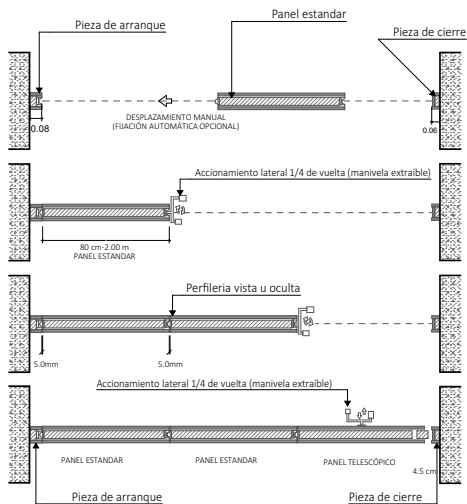 Pieza de arranque
Panel estandar
Pieza de cierre
0.08
DESPLAZAMIENTO MANUAL
(FIJACIÓN AUTOMÁTICA OPCIONAL)
0.06
Accionamiento lateral 1/4 de vuelta (manivela extraíble)
80 cm-2.00 m
PANEL ESTANDAR
Perfileria vista u oculta
5.0mm
5.0mm
Accionamiento lateral 1/4 de vuelta (manivela extraíble)
PANEL ESTANDAR
PANEL ESTANDAR
PANEL TELESCÓPICO
4.5 cm
Pieza de arranque
Pieza de cierre